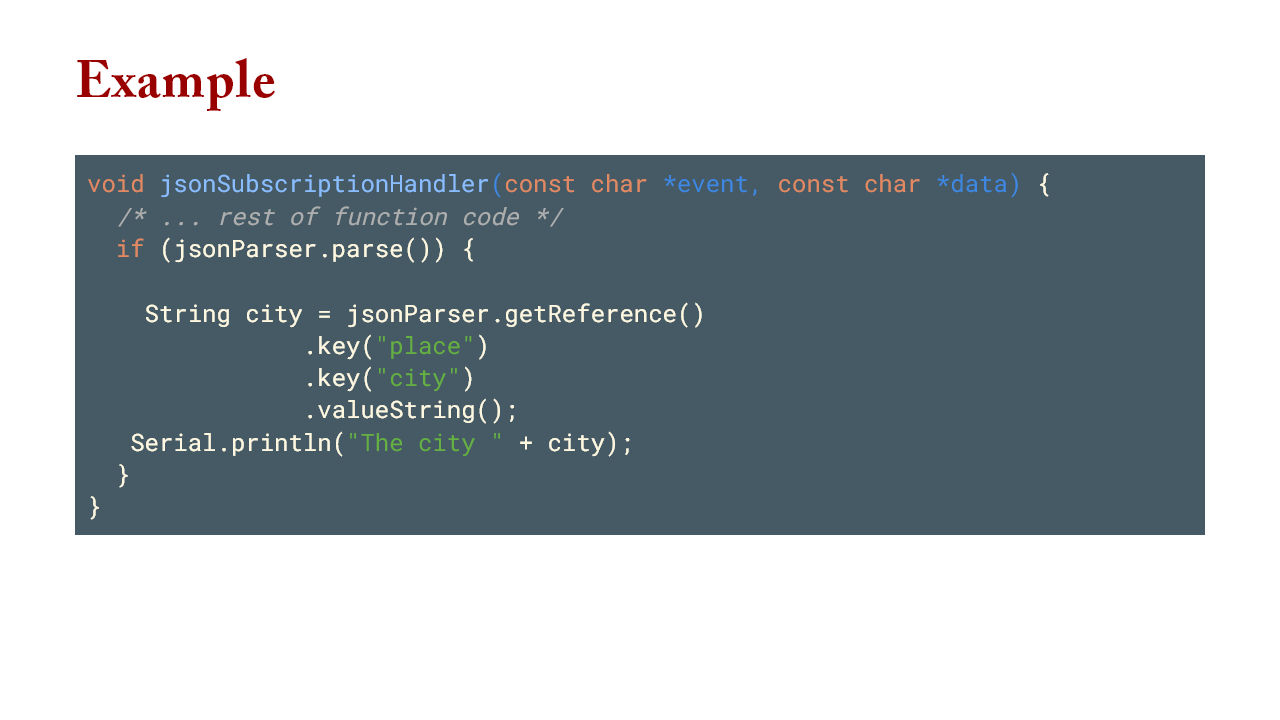 Example
void jsonSubscriptionHandler(const char *event, const char *data) {
  /* ... rest of function code */
  if (jsonParser.parse()) {

    String city = jsonParser.getReference()
               .key("place")
               .key("city")
               .valueString();
   Serial.println("The city " + city);
  }
}